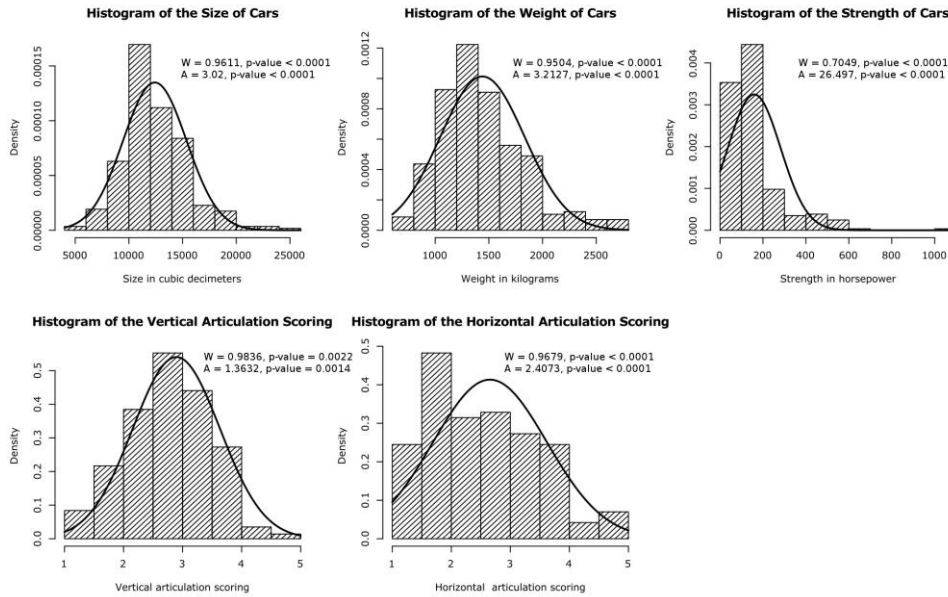 Histogram of the Size of Cars
W = 0.9611, p-value < 0.0001
A = 3.02, p-value < 0.0001
Density
0.00000
0.00005
0.00010
0.00015
5000 10000 15000 20000 25000
Size in cubic decimeters
Histogram of the Weight of Cars
W = 0.9504, p-value < 0.0001
A = 3.2127, p-value < 0.0001
Density
0.0000
0.0004
0.0008
0.0012
1000 1500 2000 2500
Weight in kilograms
Histogram of the Strength of Cars
W = 0.7049, p-value < 0.0001
A = 26.497, p-value < 0.0001
Density
0.000
0.001
0.002
0.003
0.004
0 200 400 600 800 1000
Strength in horsepower
Histogram of the Vertical Articulation Scoring
W = 0.9836, p-value = 0.0022
A = 1.3632, p-value = 0.0014
Density
0.0
0.1
0.2
0.3
0.4
0.5
1 2 3 4 5
Vertical articulation scoring
Histogram of the Horizontal Articulation Scoring
W = 0.9679, p-value < 0.0001
A = 2.4073, p-value < 0.0001
Density
0.0
0.1
0.2
0.3
0.4
0.5
1 2 3 4 5
Horizontal articulation scoring